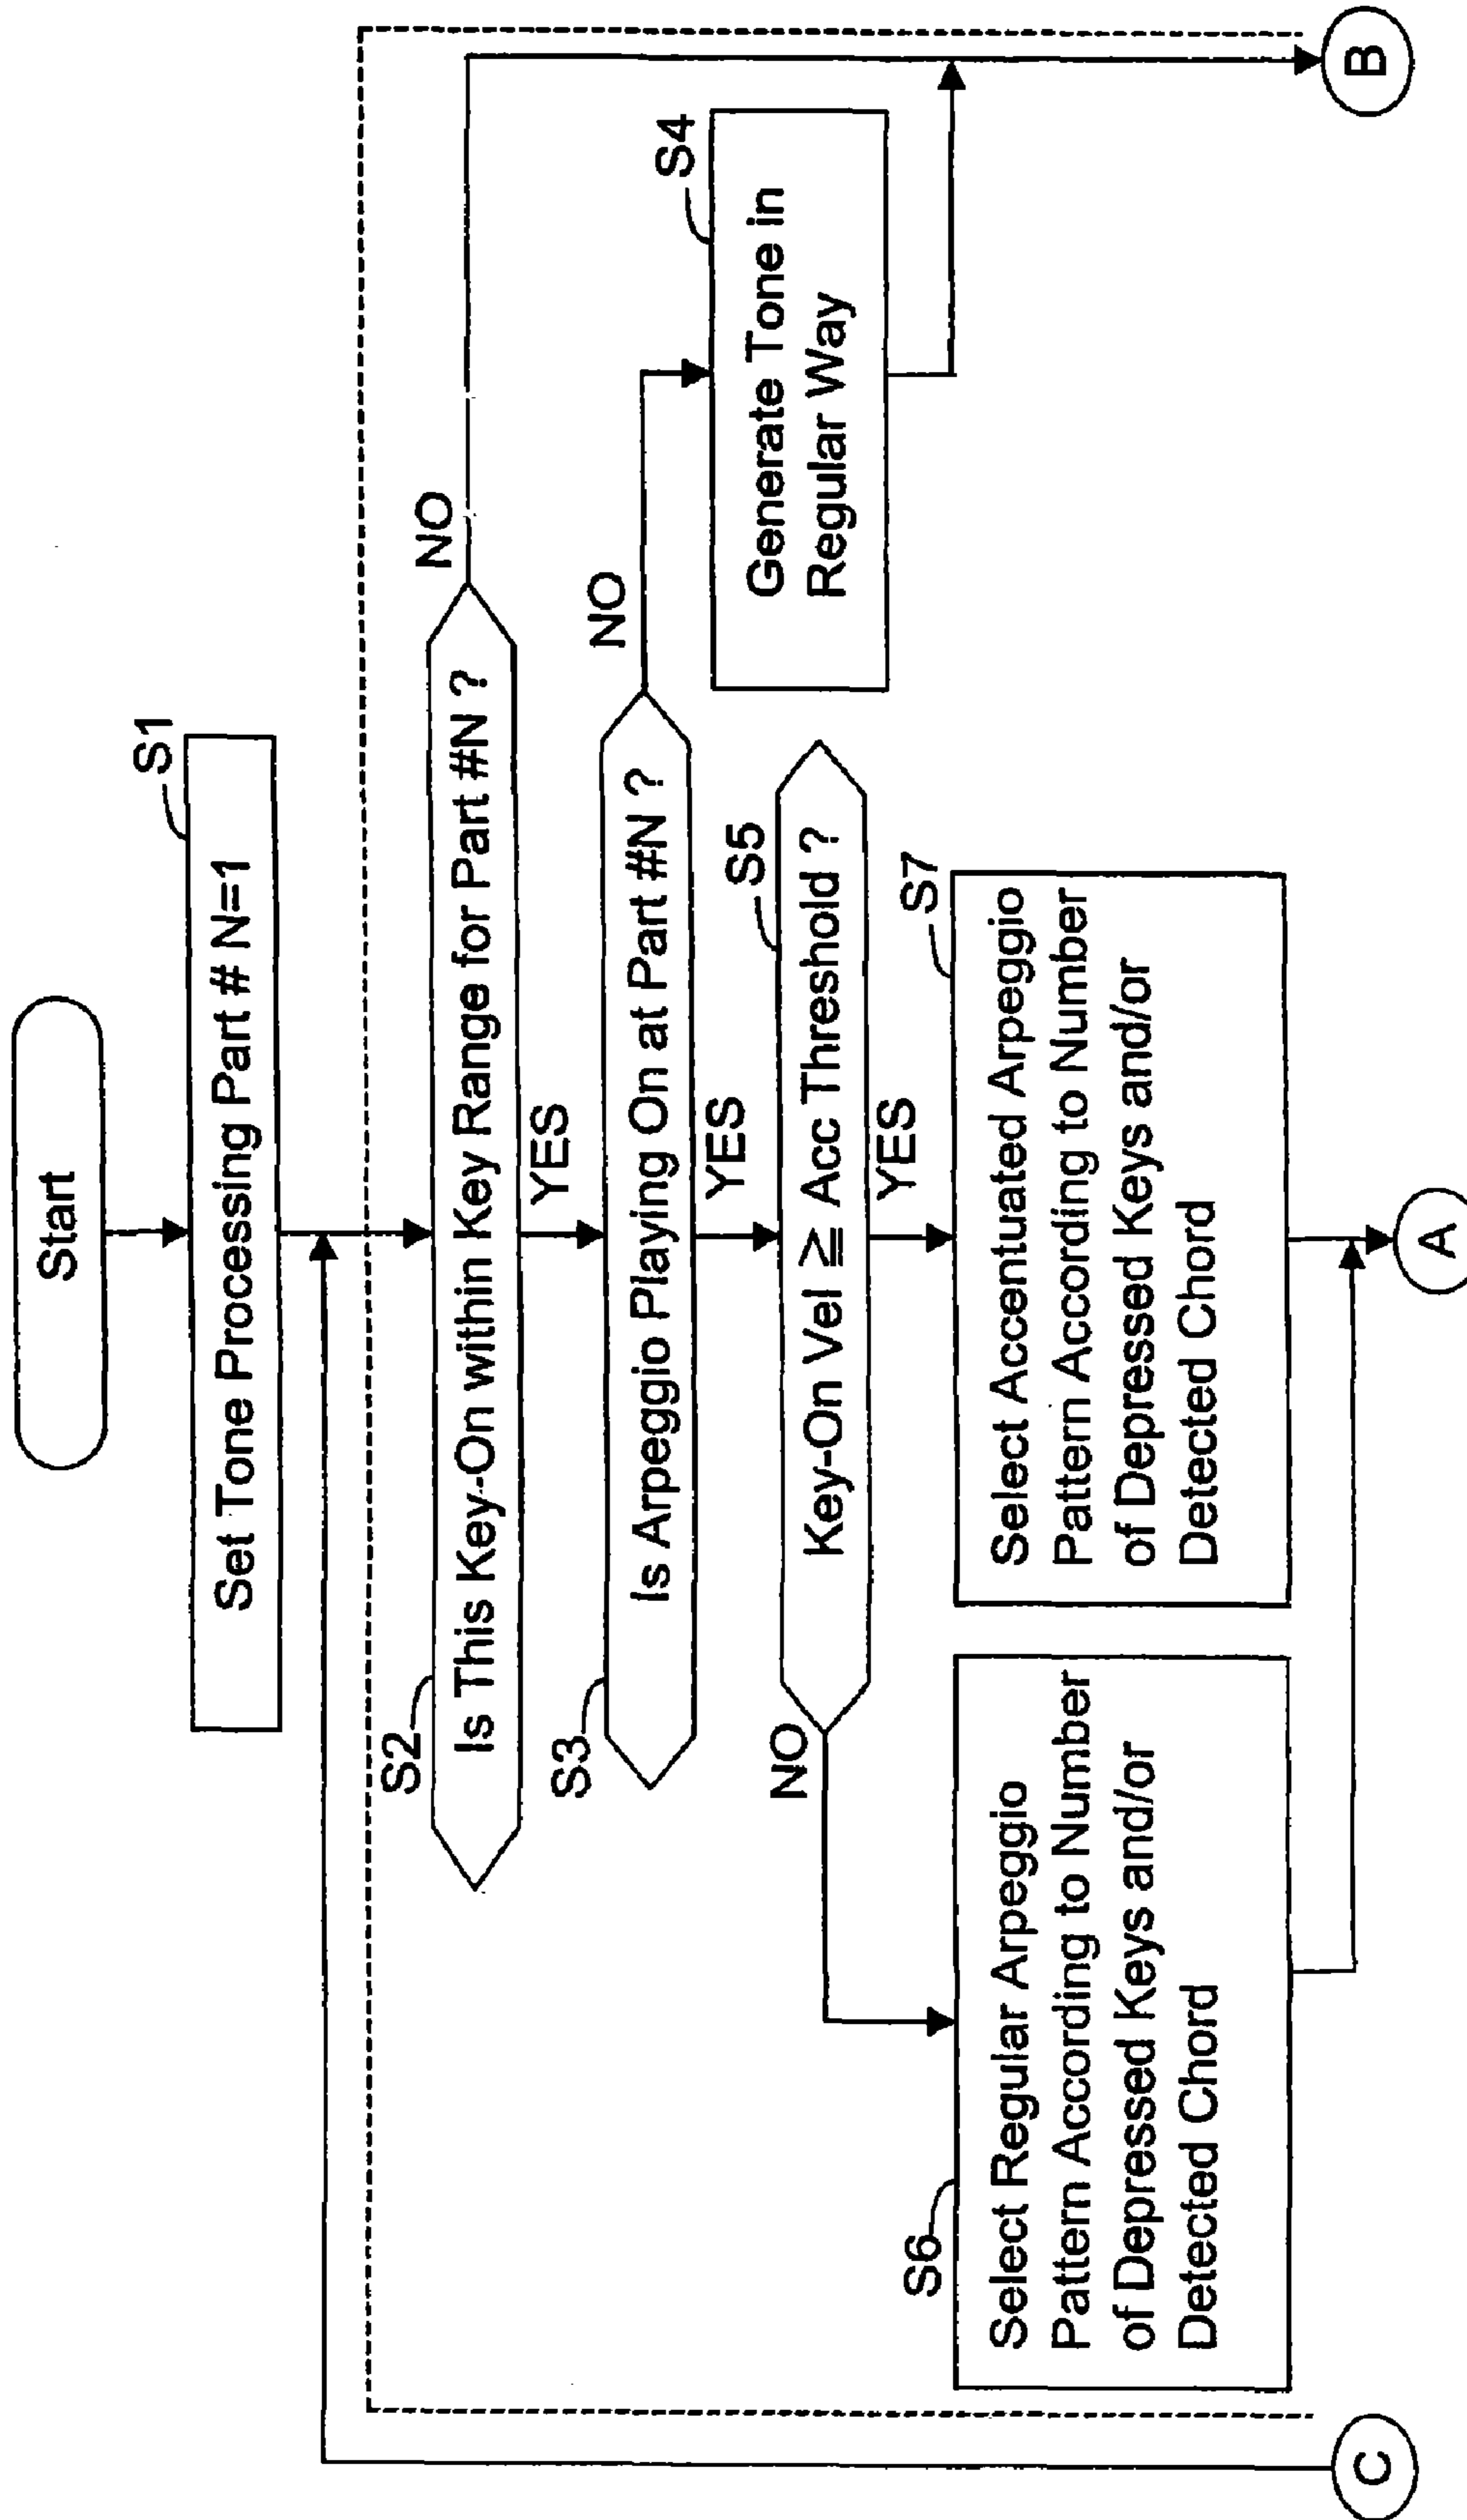 Start
S1
Set Tone Processing Part # N=1
S2
Is This Key-On within Key Range for Part #N ?
NO
YES
S3
Is Arpeggio Playing On at Part #N ?
NO
YES
S4
Generate Tone in
Regular Way
S5
Key-On Vel ≧ Acc Threshold ?
NO
YES
S6
Select Regular Arpeggio
Pattern According to Number
of Depressed Keys and/or
Detected Chord
S7
Select Accentuated Arpeggio
Pattern According to Number
of Depressed Keys and/or
Detected Chord
C
A
B